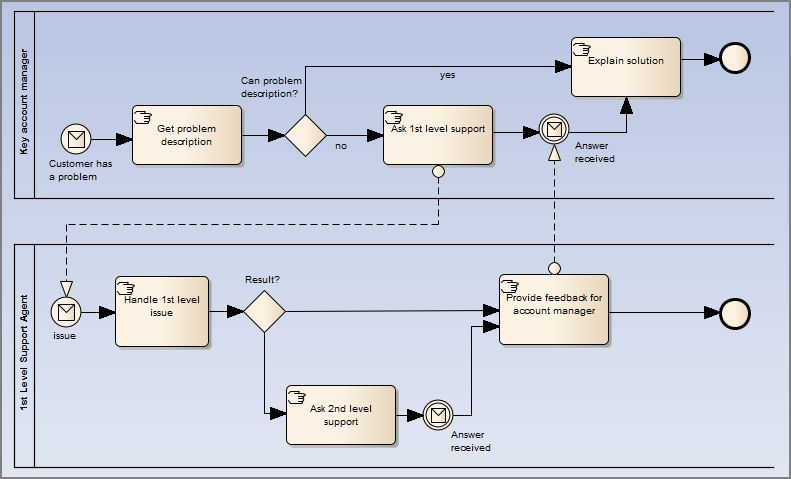 Key account manager
Customer has
a problem
Get problem
description
Can problem
description?
yes
no
Ask 1st level support
Answer
received
Explain solution
1st Level Support Agent
issue
Handle 1st level
issue
Result?
Ask 2nd level
support
Answer
received
Provide feedback for
account manager